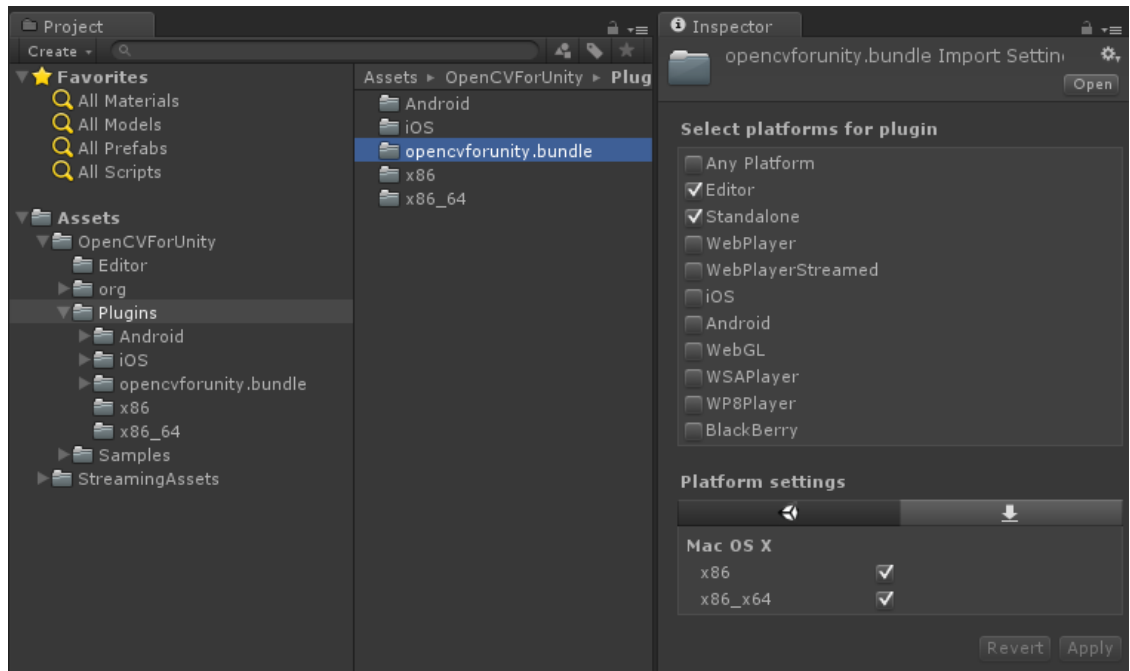 Project
Create
Favorites
All Materials
All Models
All Prefabs
All Scripts
Assets
OpenCVForUnity
Editor
org
Plugins
Android
iOS
opencvforunity.bundle
x86
x86_64
Samples
StreamingAssets
Assets ▸ OpenCVForUnity ▸ Plug
Android
iOS
opencvforunity.bundle
x86
x86_64
Inspector
opencvforunity.bundle Import Settin
Open
Select platforms for plugin
Any Platform
Editor
Standalone
WebPlayer
WebPlayerStreamed
iOS
Android
WebGL
WSAPlayer
WP8Player
BlackBerry
Platform settings
Mac OS X
x86
x86_x64
Revert Apply